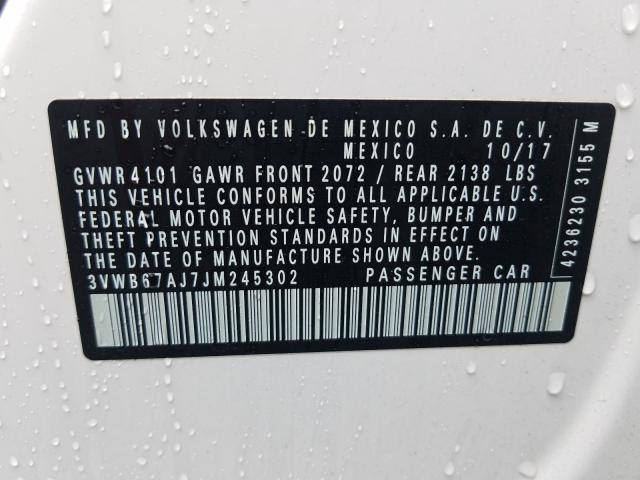 MFD BY VOLKSWAGEN DE MEXICO S.A. DE C.V.
MEXICO 10/17
GVWR 4101 GAWR FRONT 2072 / REAR 2138 LBS
THIS VEHICLE CONFORMS TO ALL APPLICABLE U.S.
FEDERAL MOTOR VEHICLE SAFETY, BUMPER AND
THEFT PREVENTION STANDARDS IN EFFECT ON
THE DATE OF MANUFACTURE SHOWN ABOVE.
3VWB67AJ7JM245302 PASSENGER CAR
4236230 3155 M